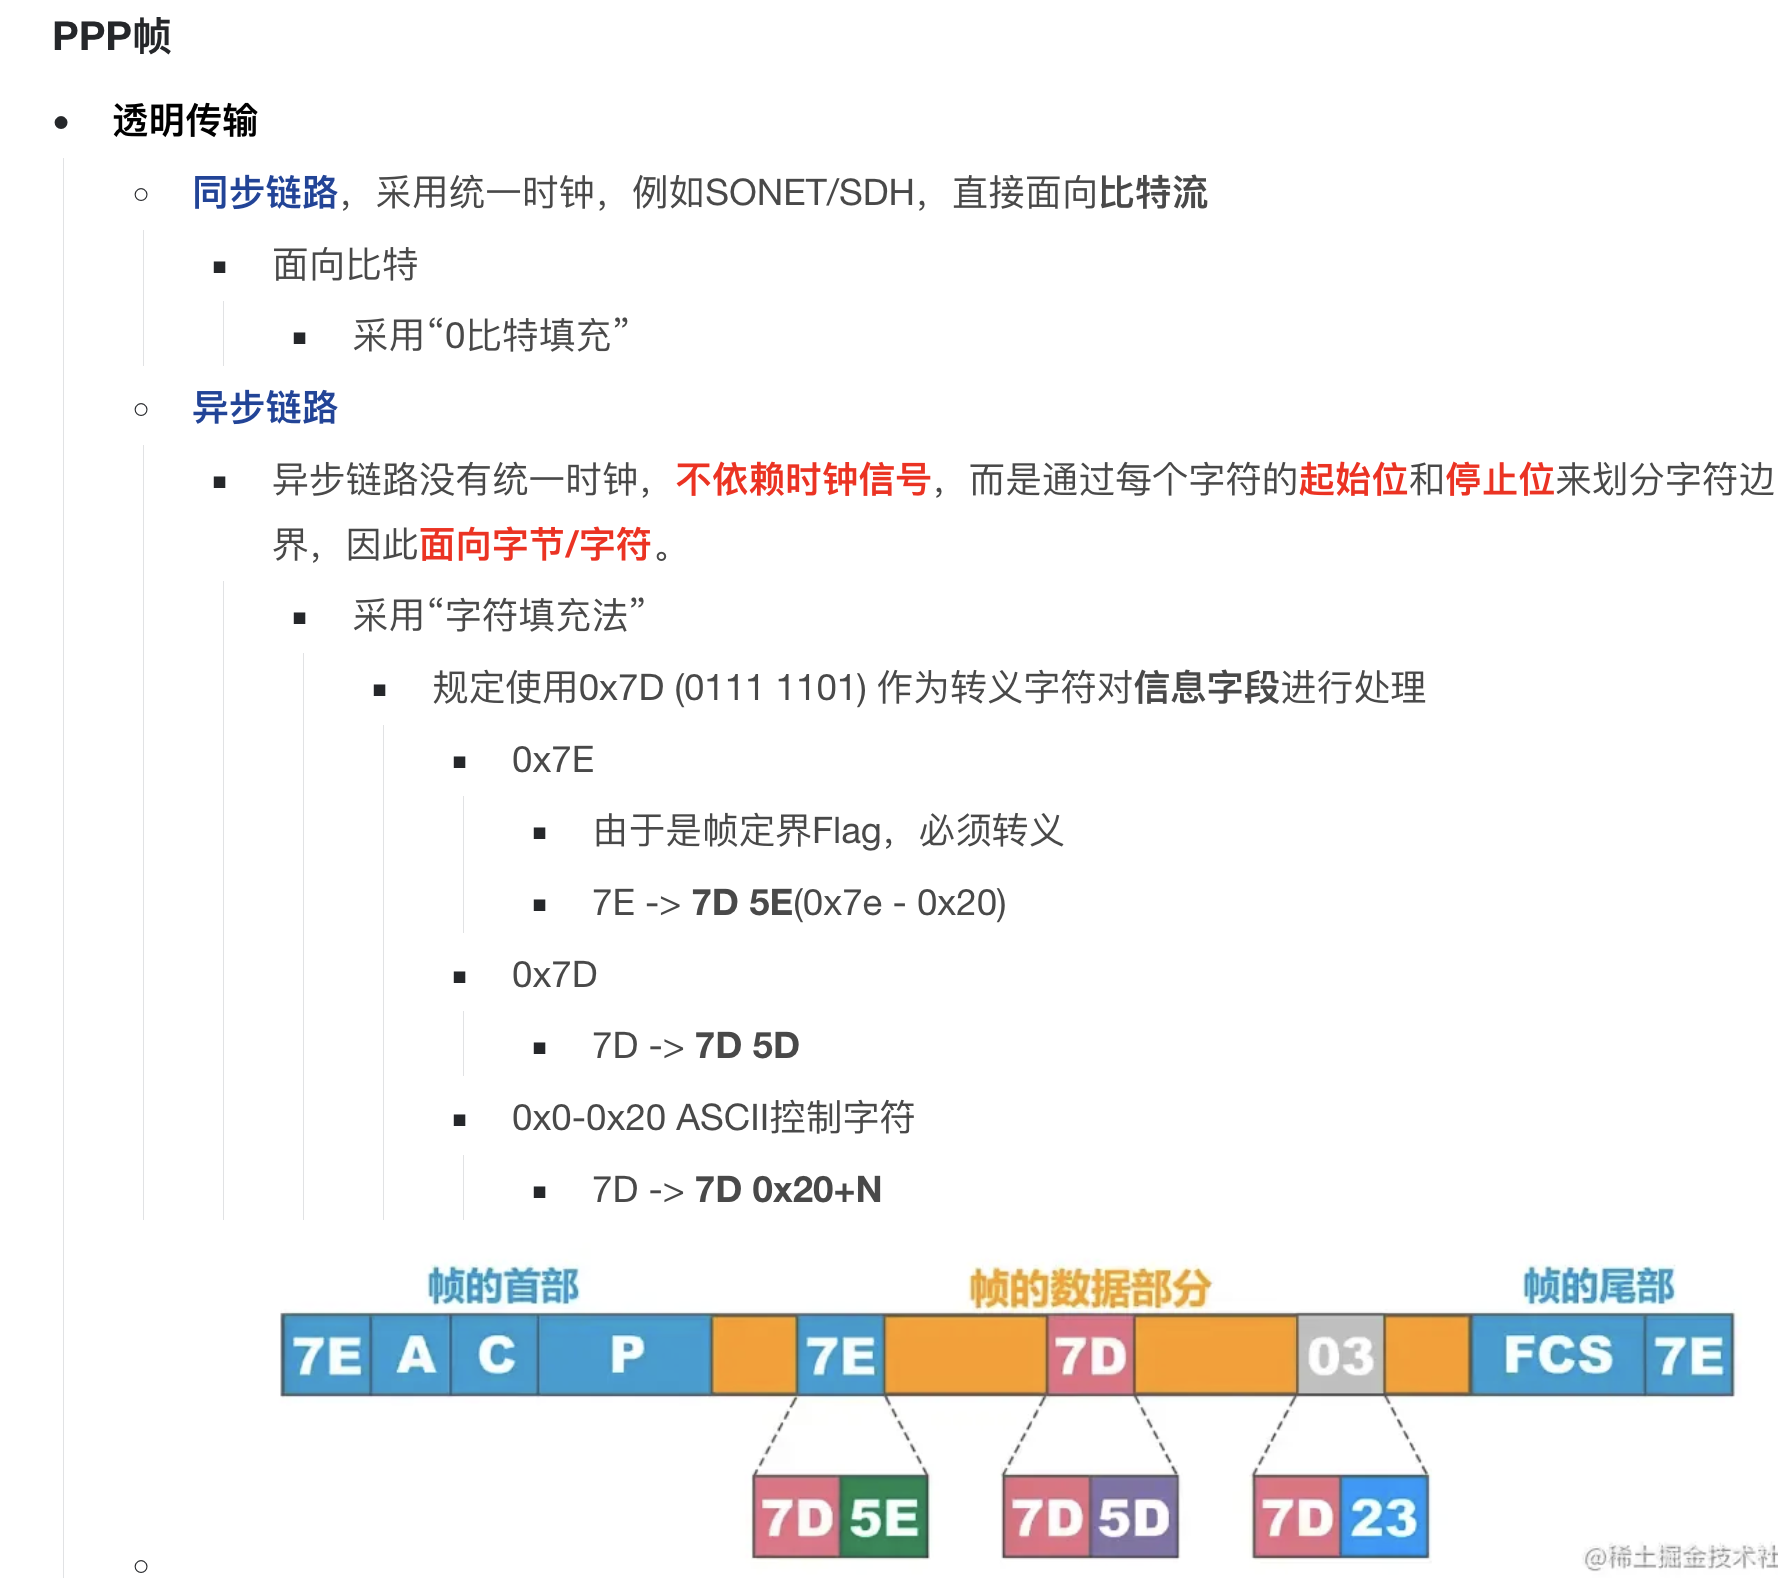 PPP帧
透明传输
同步链路，采用统一时钟，例如SONET/SDH，直接面向比特流
面向比特
采用“0比特填充”
异步链路
异步链路没有统一时钟，不依赖时钟信号，而是通过每个字符的起始位和停止位来划分字符边
界，因此面向字节/字符。
采用“字符填充法”
规定使用0x7D (0111 1101) 作为转义字符对信息字段进行处理
0x7E
由于是帧定界Flag，必须转义
7E -> 7D 5E(0x7e - 0x20)
0x7D
7D -> 7D 5D
0x0-0x20 ASCII控制字符
7D -> 7D 0x20+N
帧的首部 帧的数据部分 帧的尾部
7E A C P 7E 7D 03 FCS 7E
7D 5E 7D 5D 7D 23
@稀土掘金技术社